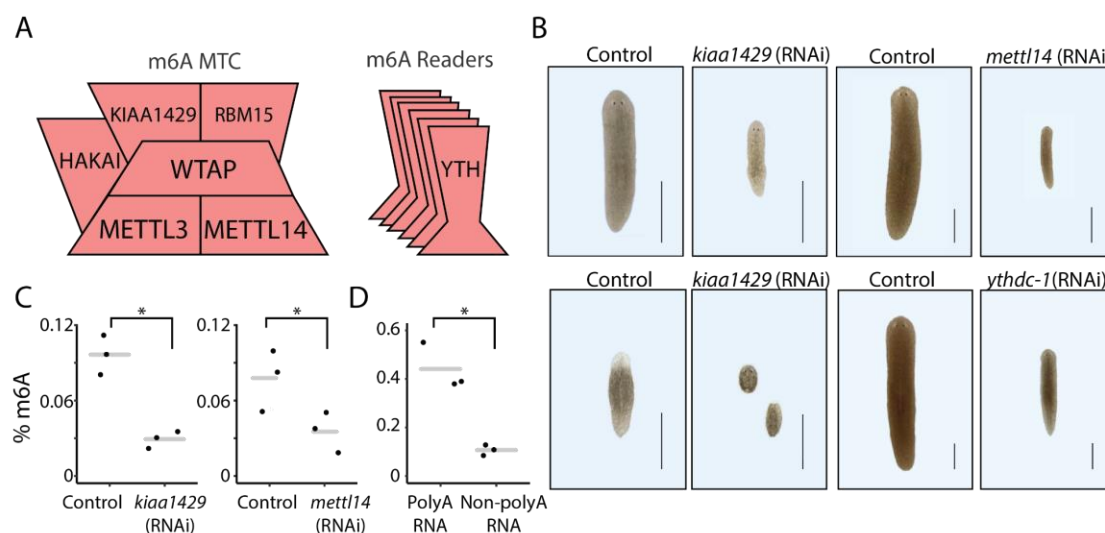 A
m6A MTC
m6A Readers
KIAA1429
RBM15
HAKAI
WTAP
YTH
METTL3
METTL14
B
Control
kiaa1429 (RNAi)
Control
mettl14 (RNAi)
Control
kiaa1429 (RNAi)
Control
ythdc-1(RNAi)
C
% m6A
0.12
0.06
0
*
Control
kiaa1429
(RNAi)
0.12
0.06
0
*
Control
mettl14
(RNAi)
D
0.6
0.4
0.2
0
*
PolyA
RNA
Non-polyA
RNA